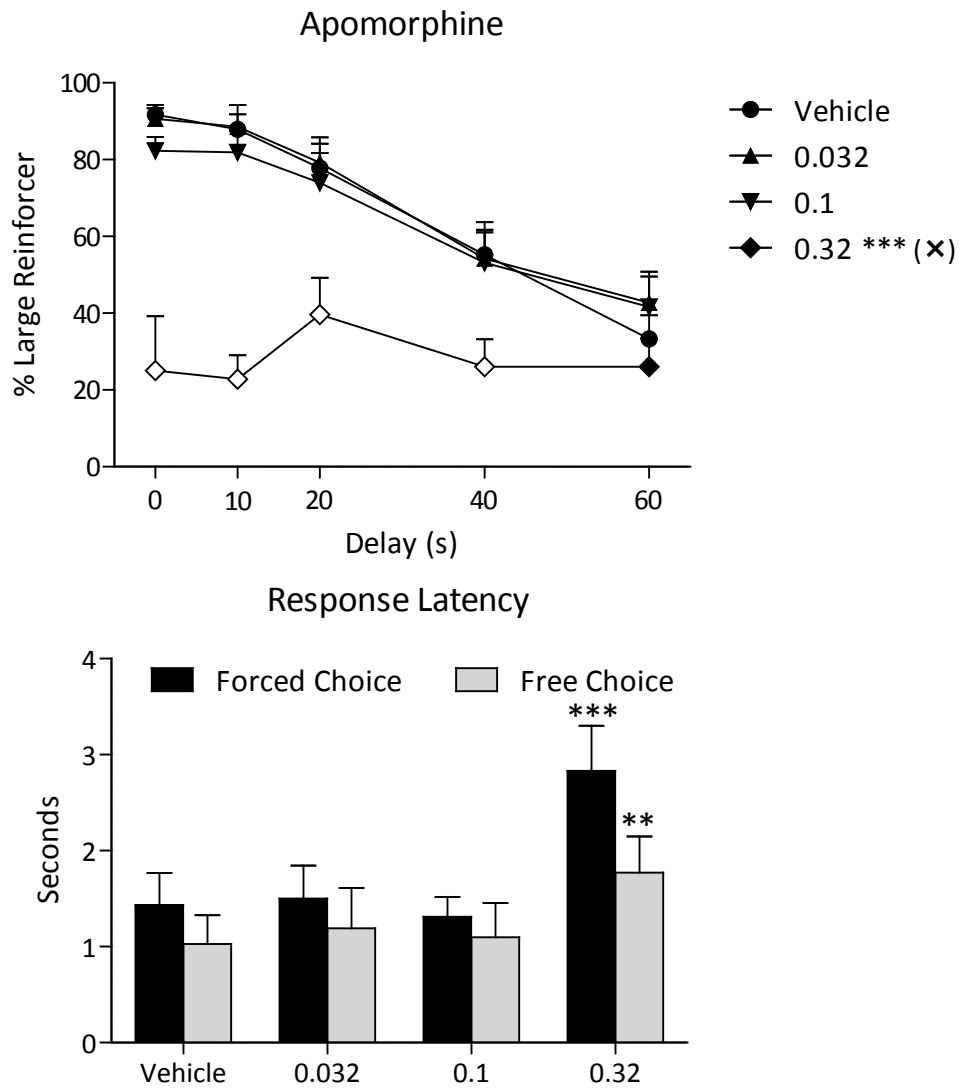 Apomorphine
% Large Reinforcer
100
80
60
40
20
0
0 10 20 40 60
Delay (s)
Vehicle
0.032
0.1
0.32 *** (×)
Response Latency
Forced Choice Free Choice
Seconds
4
3
2
1
0
***
**
Vehicle 0.032 0.1 0.32